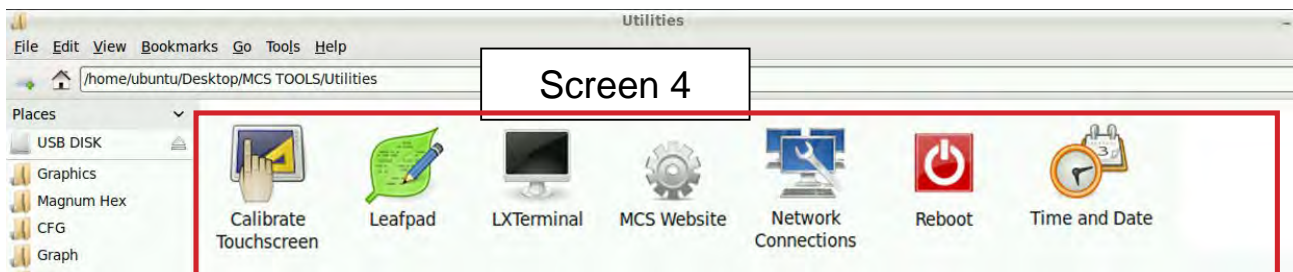 Utilities
File Edit View Bookmarks Go Tools Help
/home/ubuntu/Desktop/MCS TOOLS/Utilities
Screen 4
Places
USB DISK
Graphics
Magnum Hex
CFG
Graph
Calibrate
Touchscreen
Leafpad
LXTerminal
MCS Website
Network
Connections
Reboot
Time and Date